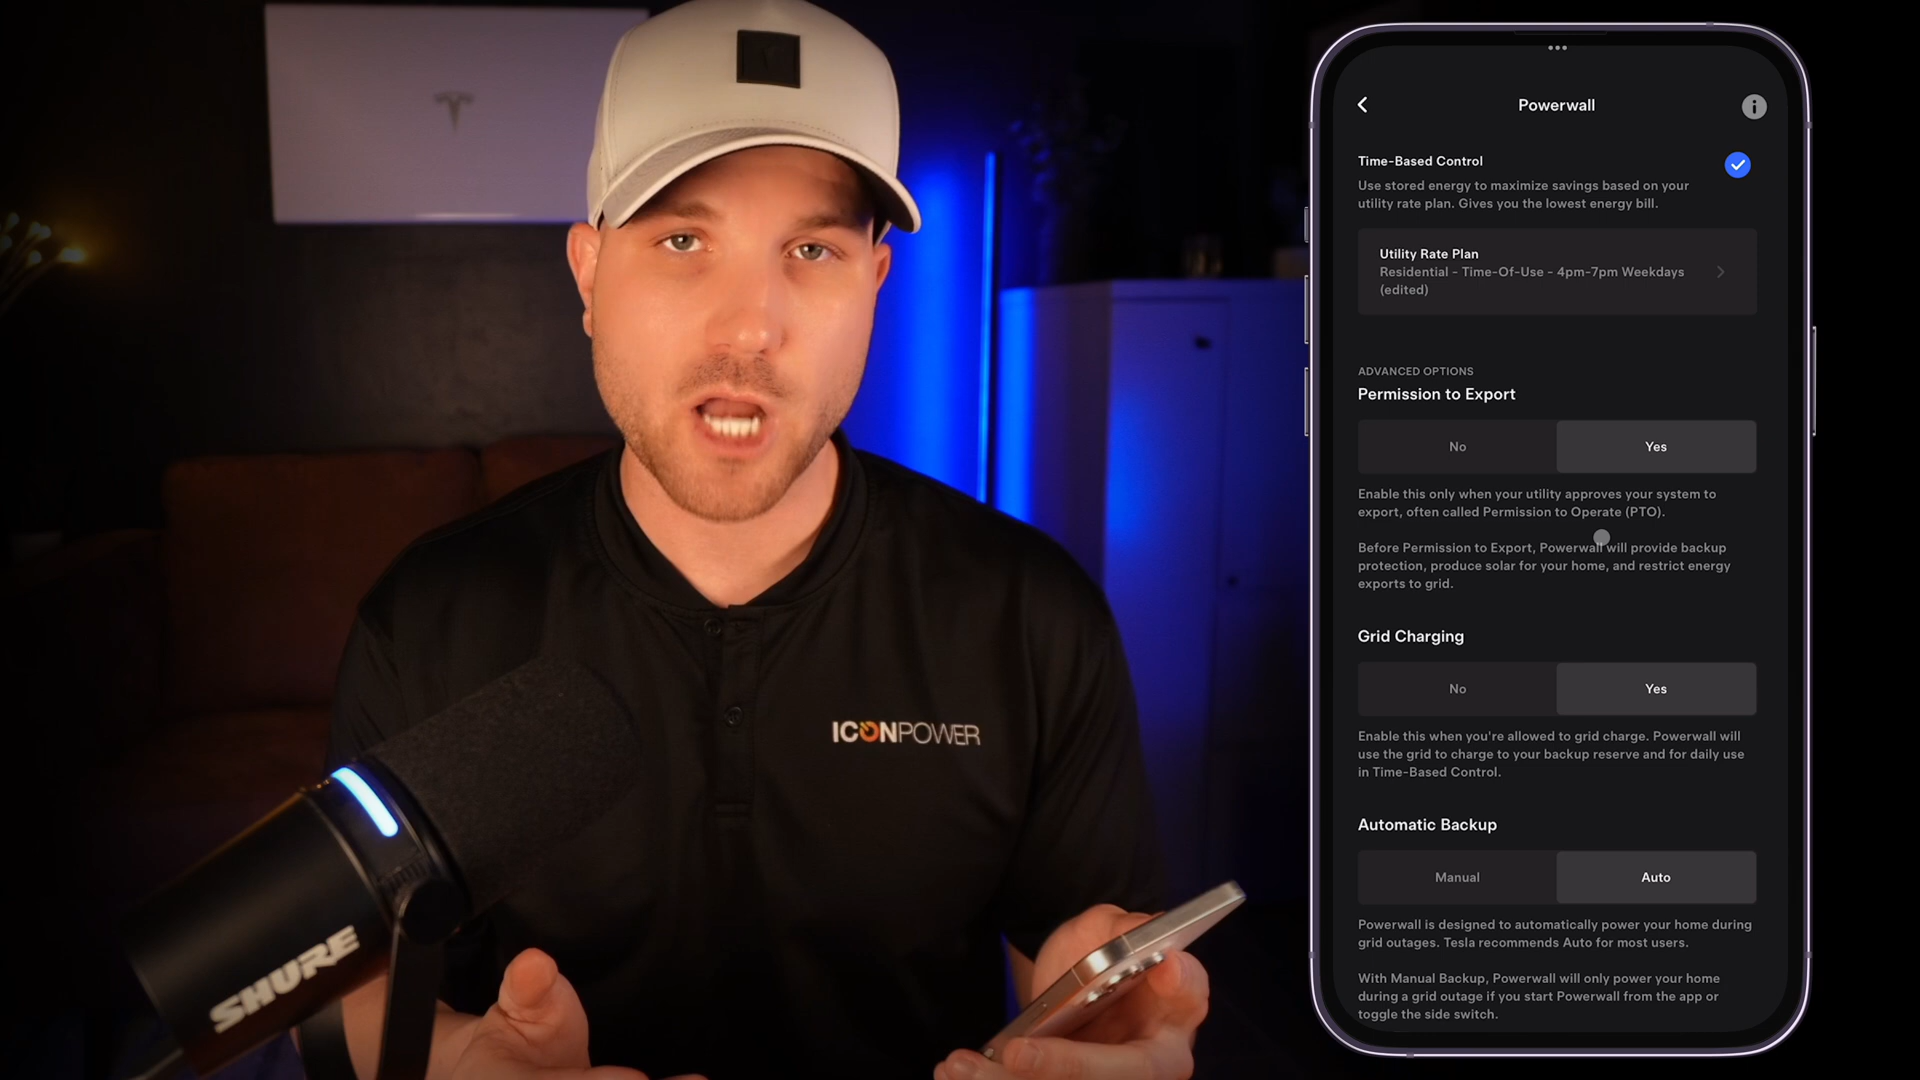 Powerwall
Time-Based Control
Use stored energy to maximize savings based on your
utility rate plan. Gives you the lowest energy bill.
Utility Rate Plan
Residential - Time-Of-Use - 4pm-7pm Weekdays
(edited)
ADVANCED OPTIONS
Permission to Export
No
Yes
Enable this only when your utility approves your system to
export, often called Permission to Operate (PTO).
Before Permission to Export, Powerwall will provide backup
protection, produce solar for your home, and restrict energy
exports to grid.
Grid Charging
No
Yes
Enable this when you're allowed to grid charge. Powerwall will
use the grid to charge to your backup reserve and for daily use
in Time-Based Control.
Automatic Backup
Manual
Auto
Powerwall is designed to automatically power your home during
grid outages. Tesla recommends Auto for most users.
With Manual Backup, Powerwall will only power your home
during a grid outage if you start Powerwall from the app or
toggle the side switch.
ICONPOWER
SHURE